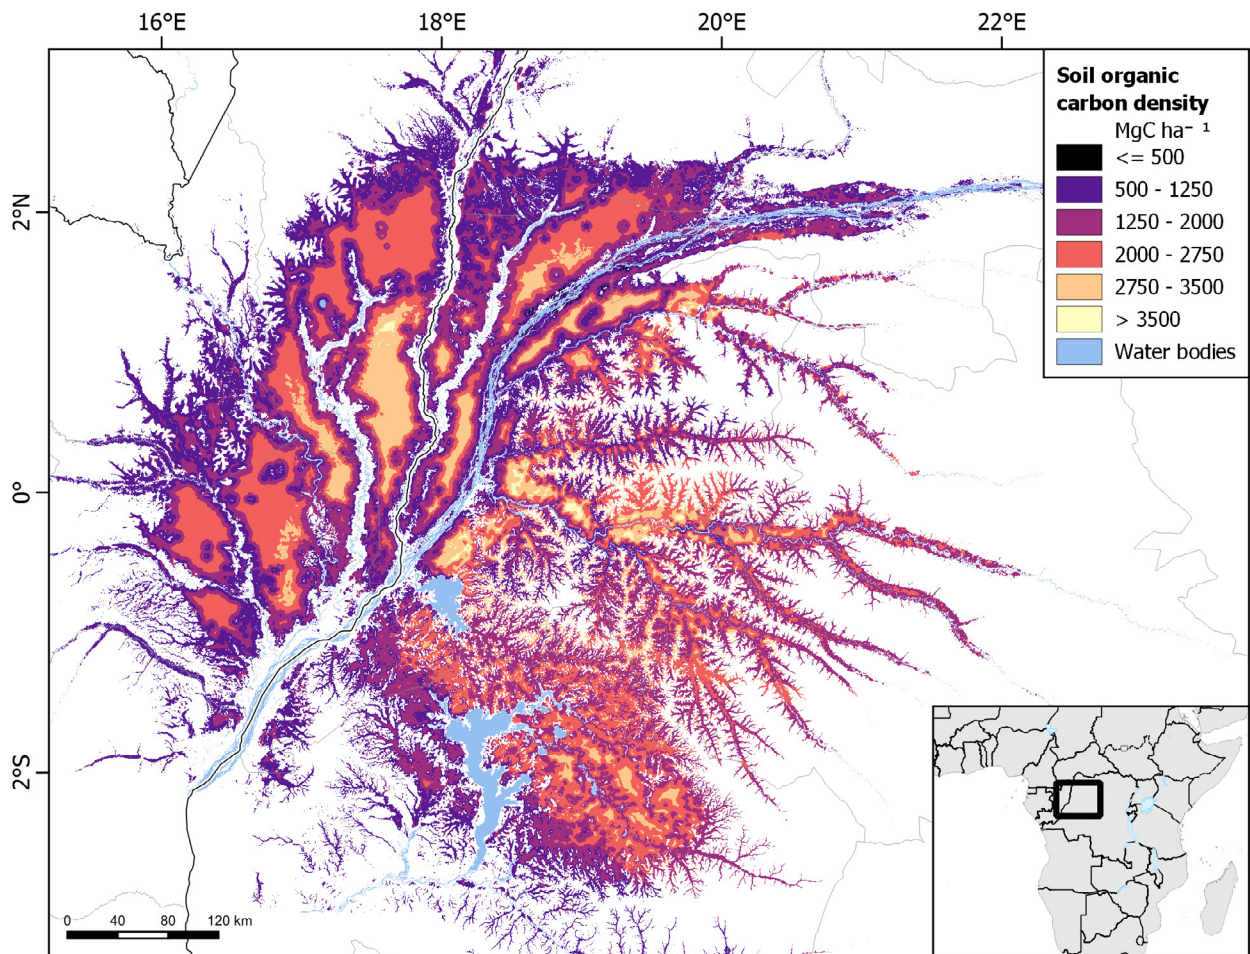 16°E 18°E 20°E 22°E
Soil organic
carbon density
MgC ha⁻ ¹
<= 500
500 - 1250
1250 - 2000
2000 - 2750
2750 - 3500
> 3500
Water bodies
2°N
0°
2°S
0 40 80 120 km